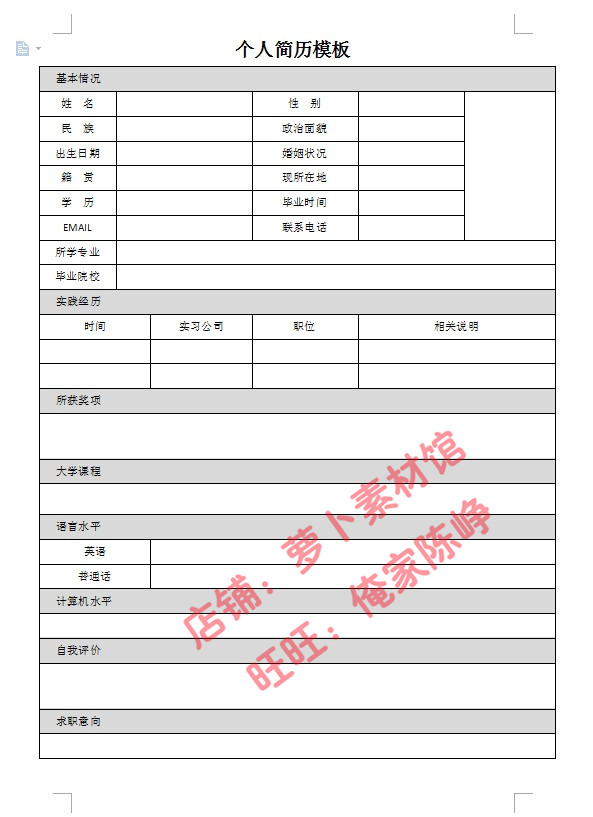 个人简历模板
基本情况
姓 名 性 别
民 族 政治面貌
出生日期 婚姻状况
籍 贯 现所在地
学 历 毕业时间
EMAIL 联系电话
所学专业
毕业院校
实践经历
时间 实习公司 职位 相关说明
所获奖项
大学课程
语言水平
英语
普通话
计算机水平
自我评价
求职意向
店铺：萝卜素材馆
旺旺：俺家陈峥